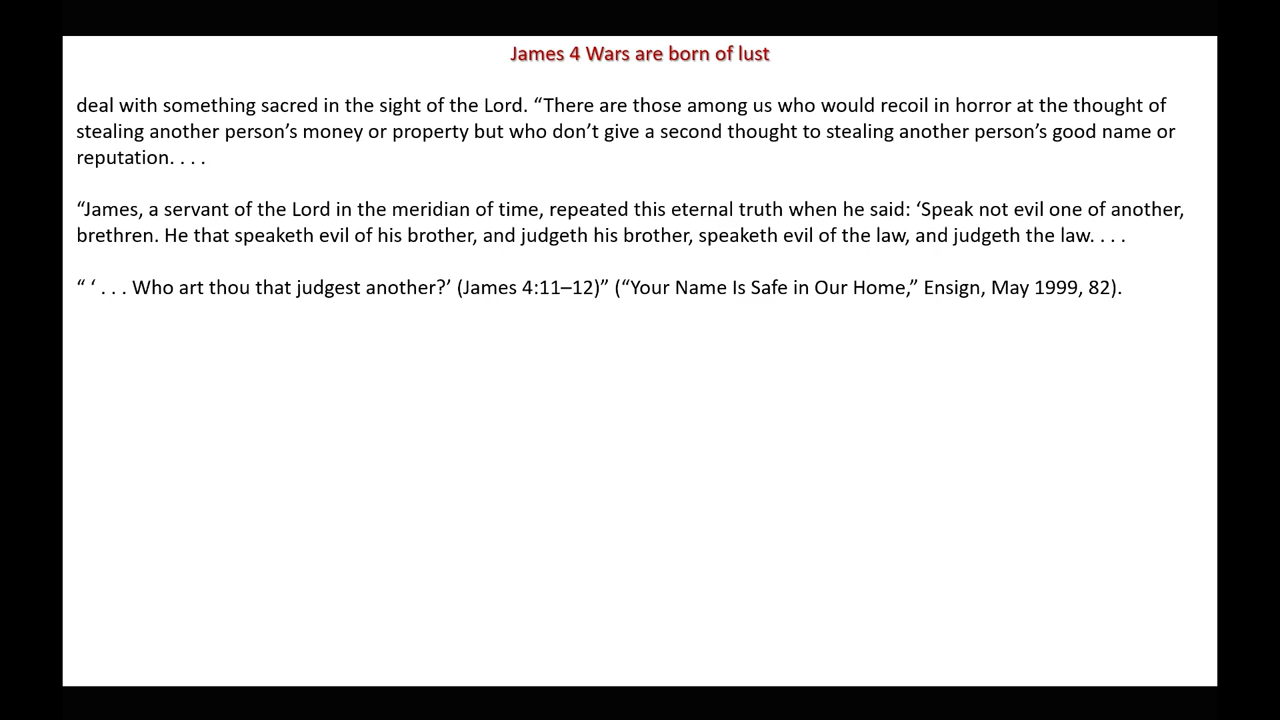 James 4 Wars are born of lust
deal with something sacred in the sight of the Lord. “There are those among us who would recoil in horror at the thought of
stealing another person’s money or property but who don’t give a second thought to stealing another person’s good name or
reputation. . . .
“James, a servant of the Lord in the meridian of time, repeated this eternal truth when he said: ‘Speak not evil one of another,
brethren. He that speaketh evil of his brother, and judgeth his brother, speaketh evil of the law, and judgeth the law. . . .
“ ‘ . . . Who art thou that judgest another?’ (James 4:11–12)” (“Your Name Is Safe in Our Home,” Ensign, May 1999, 82).